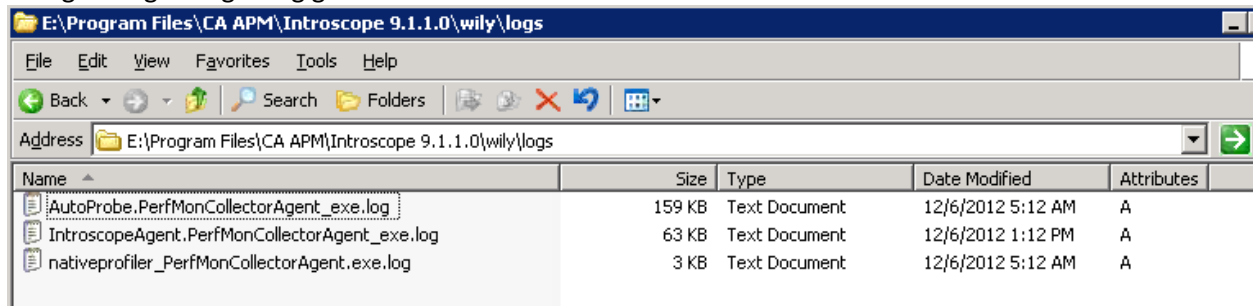 E:\Program Files\CA APM\Introscope 9.1.1.0\wily\logs
File Edit View Favorites Tools Help
Back Search Folders
Address E:\Program Files\CA APM\Introscope 9.1.1.0\wily\logs
Name Size Type Date Modified Attributes
AutoProbe.PerfMonCollectorAgent_exe.log 159 KB Text Document 12/6/2012 5:12 AM A
IntroscopeAgent.PerfMonCollectorAgent_exe.log 63 KB Text Document 12/6/2012 1:12 PM A
nativeprofiler_PerfMonCollectorAgent.exe.log 3 KB Text Document 12/6/2012 5:12 AM A